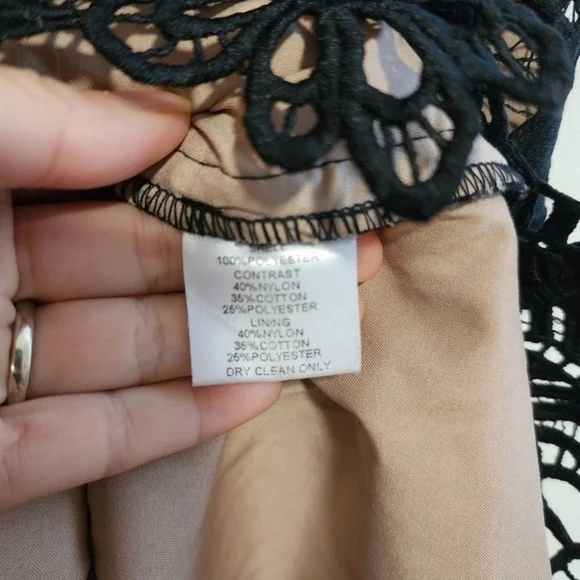 SHELL
100%POLYESTER
CONTRAST
40%NYLON
35%COTTON
25%POLYESTER
LINING
40%NYLON
35%COTTON
25%POLYESTER
DRY CLEAN ONLY